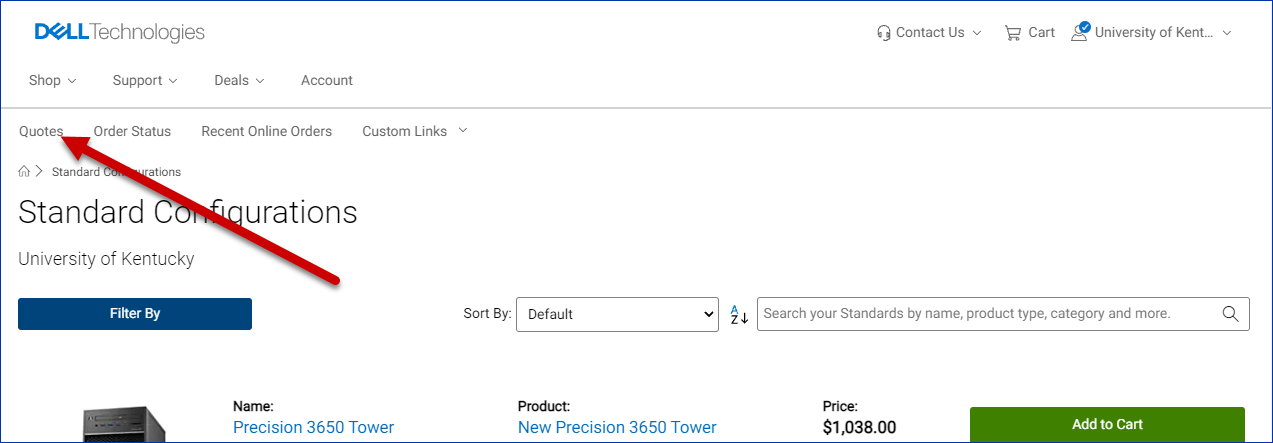 DELLTechnologies
Contact Us
Cart
University of Kent...
Shop
Support
Deals
Account
Quotes
Order Status
Recent Online Orders
Custom Links
Standard Configurations
Standard Configurations
University of Kentucky
Filter By
Sort By:
Default
A
Z
Search your Standards by name, product type, category and more.
Name:
Product:
Price:
Precision 3650 Tower
New Precision 3650 Tower
$1,038.00
Add to Cart